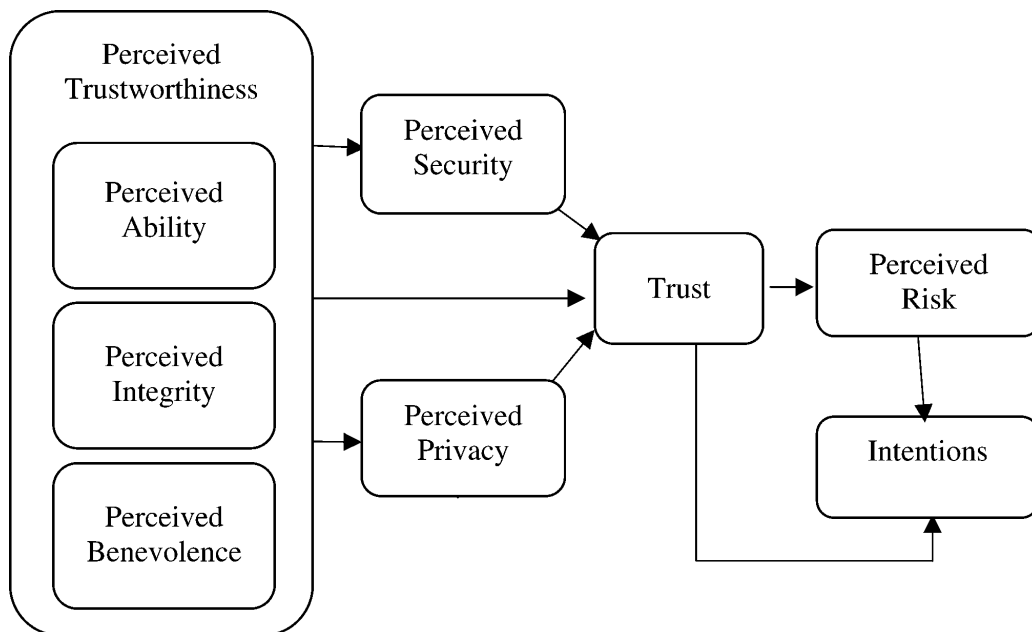 Perceived
Trustworthiness
Perceived
Ability
Perceived
Integrity
Perceived
Benevolence
Perceived
Security
Perceived
Privacy
Trust
Perceived
Risk
Intentions